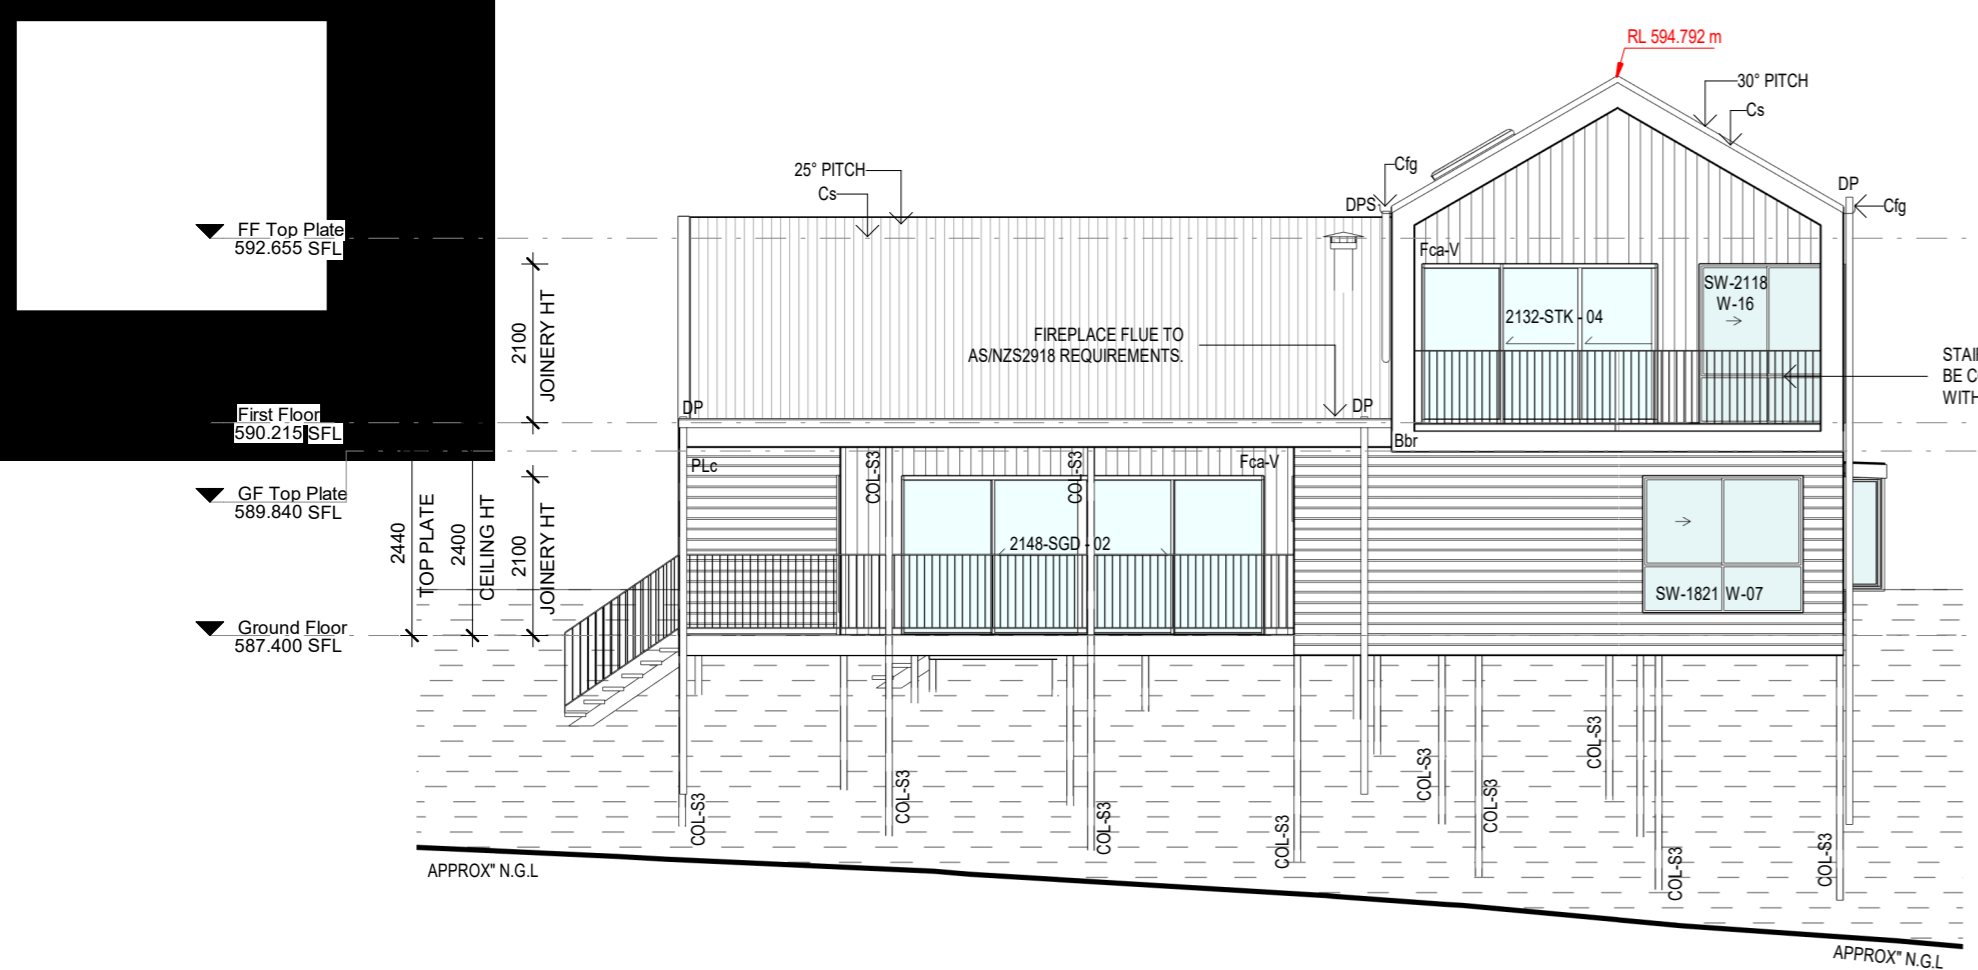 RL 594.792 m
30° PITCH
Cs
25° PITCH
Cs
Cfg
DPS
DP
Cfg
FF Top Plate
592.655 SFL
Fca-V
SW-2118
W-16
2132-STK - 04
2100
JOINERY HT
FIREPLACE FLUE TO
AS/NZS2918 REQUIREMENTS.
BE C
WITH
DP
DP
First Floor
590.215 SFL
Bbr
PLc
COL-S3
COL-S3
Fca-V
GF Top Plate
589.840 SFL
2440
TOP PLATE
2400
CEILING HT
2100
JOINERY HT
2148-SGD - 02
SW-1821 W-07
Ground Floor
587.400 SFL
COL-S3
COL-S3
COL-S3
COL-S3
COL-S3
COL-S3
COL-S3
COL-S3
COL-S3
APPROX" N.G.L
APPROX" N.G.L